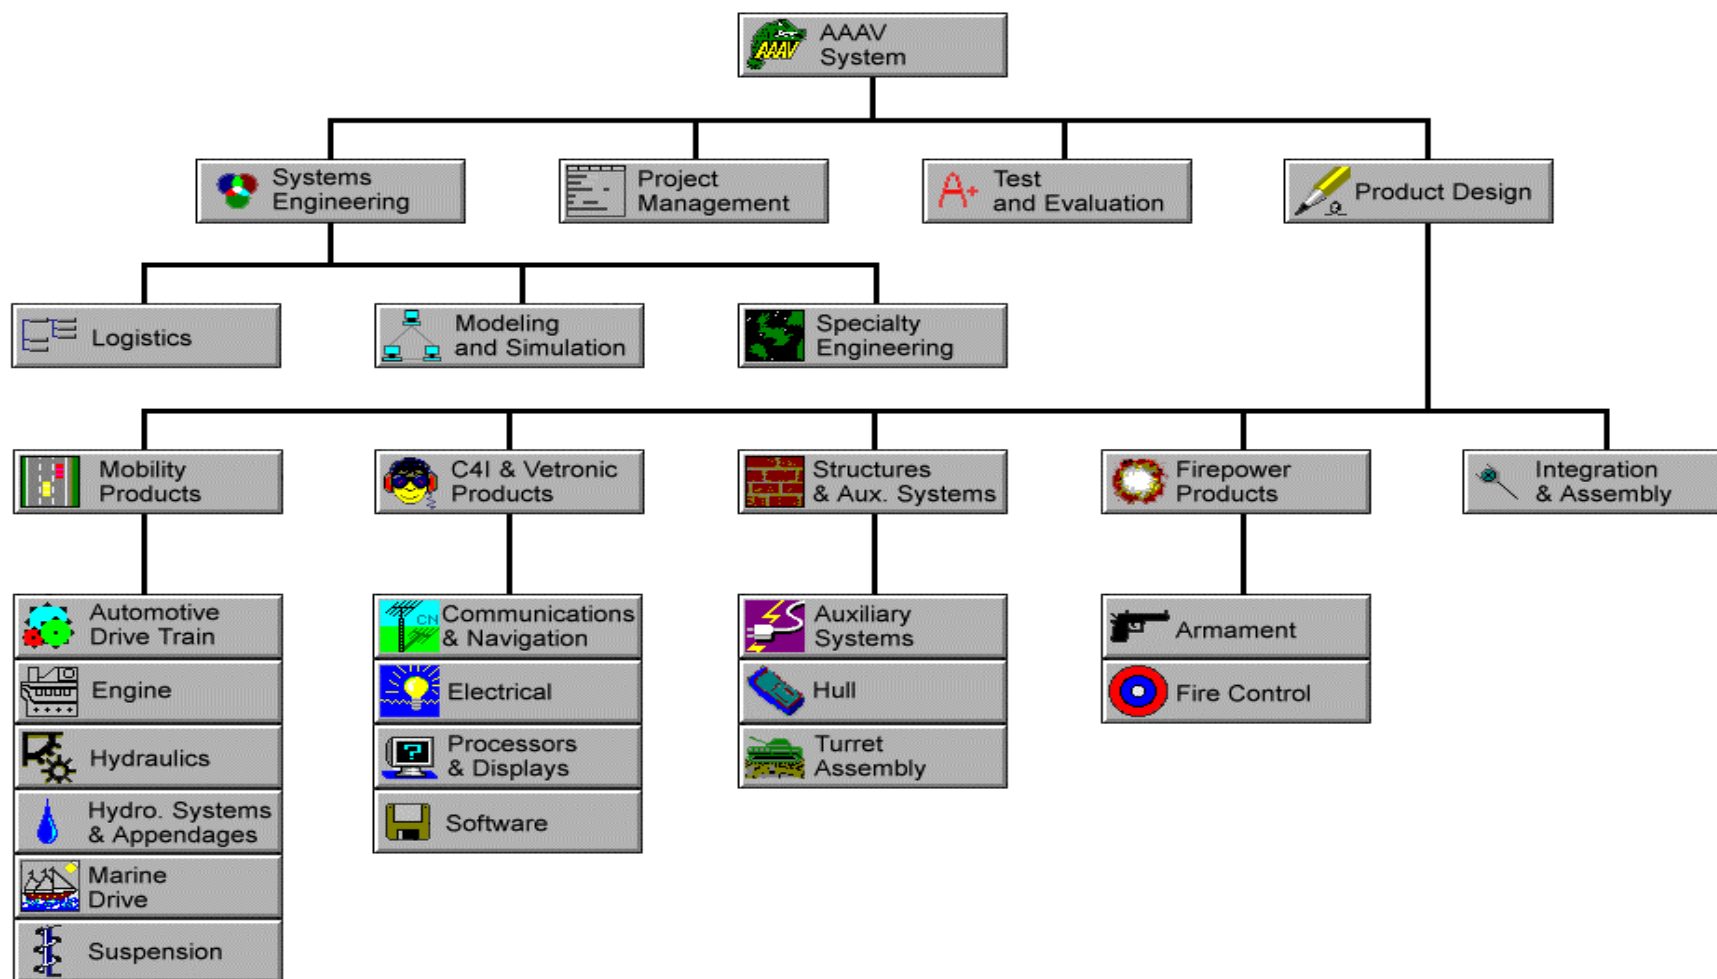 AAAV
AAAV
System
Systems
Engineering
Project
Management
A+
Test
and Evaluation
Product Design
Logistics
Modeling
and Simulation
Specialty
Engineering
Mobility
Products
C4I & Vetronic
Products
Structures
& Aux. Systems
Firepower
Products
Integration
& Assembly
Automotive
Drive Train
Engine
Hydraulics
Hydro. Systems
& Appendages
Marine
Drive
Suspension
CN
Communications
& Navigation
Electrical
?
Processors
& Displays
Software
Auxiliary
Systems
Hull
Turret
Assembly
Armament
Fire Control